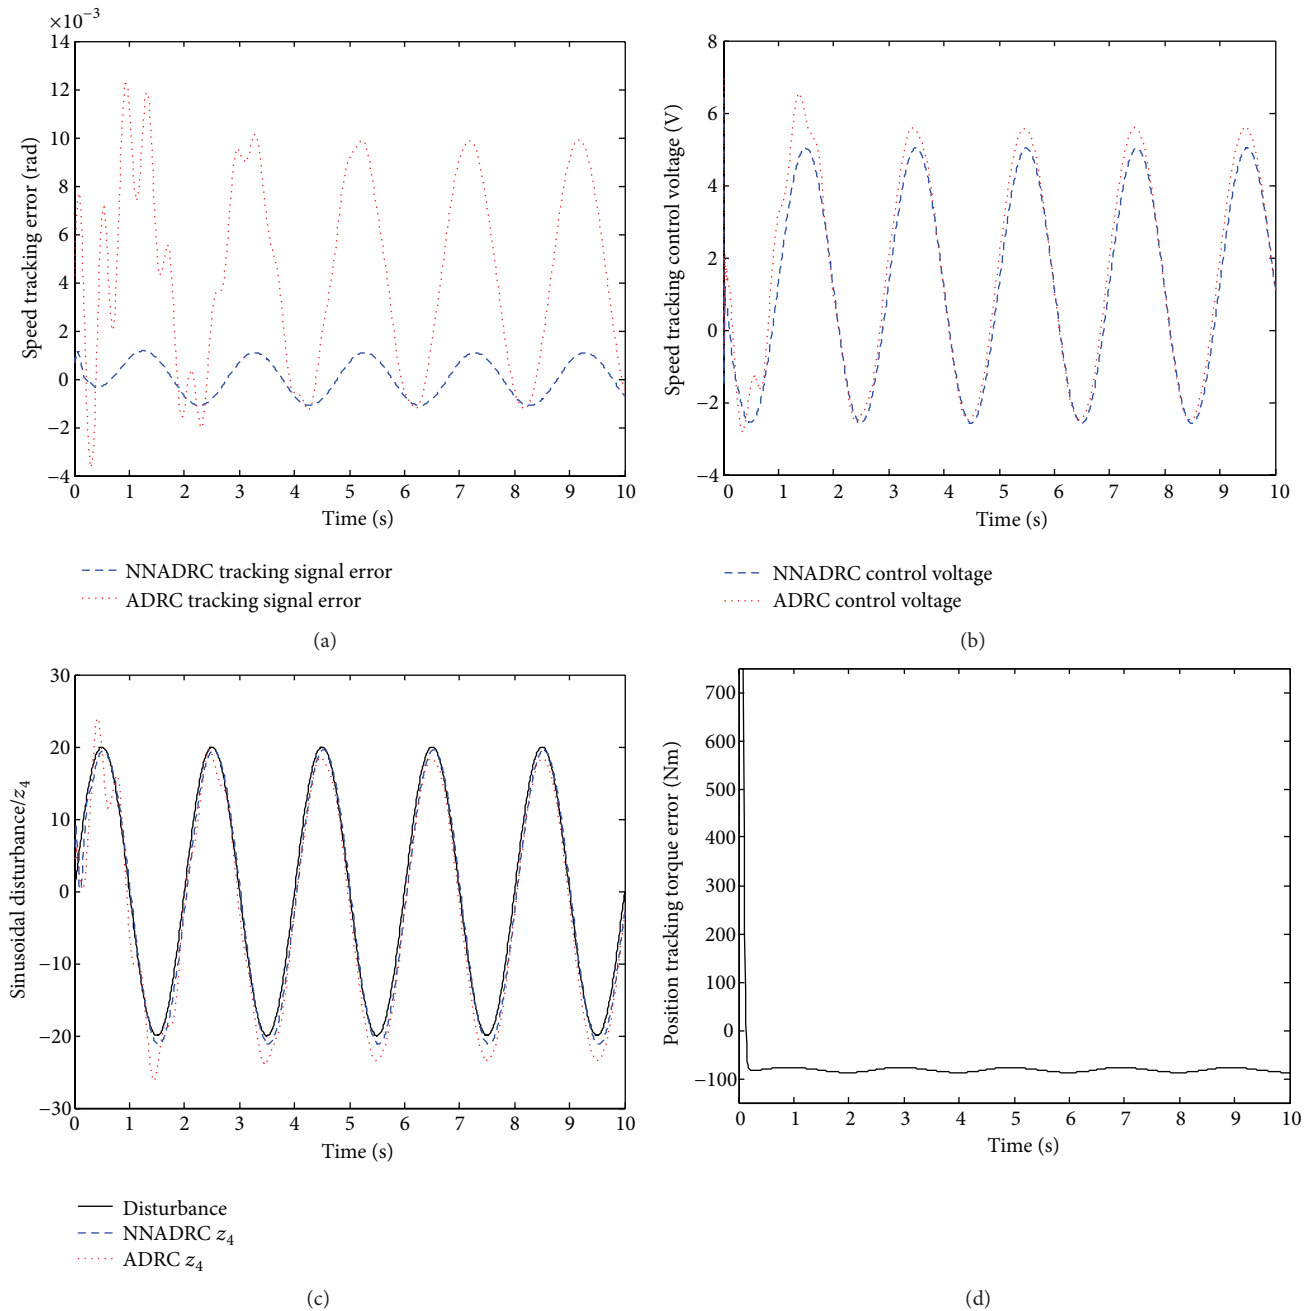 ×10−3
14
12
10
8
6
4
2
0
−2
−4
Speed tracking error (rad)
0 1 2 3 4 5 6 7 8 9 10
Time (s)
NNADRC tracking signal error
ADRC tracking signal error
(a)
8
6
4
2
0
−2
−4
Speed tracking control voltage (V)
0 1 2 3 4 5 6 7 8 9 10
Time (s)
NNADRC control voltage
ADRC control voltage
(b)
30
20
10
0
−10
−20
−30
Sinusoidal disturbance/z4
0 1 2 3 4 5 6 7 8 9 10
Time (s)
Disturbance
NNADRC z4
ADRC z4
(c)
700
600
500
400
300
200
100
0
−100
Position tracking torque error (Nm)
0 1 2 3 4 5 6 7 8 9 10
Time (s)
(d)